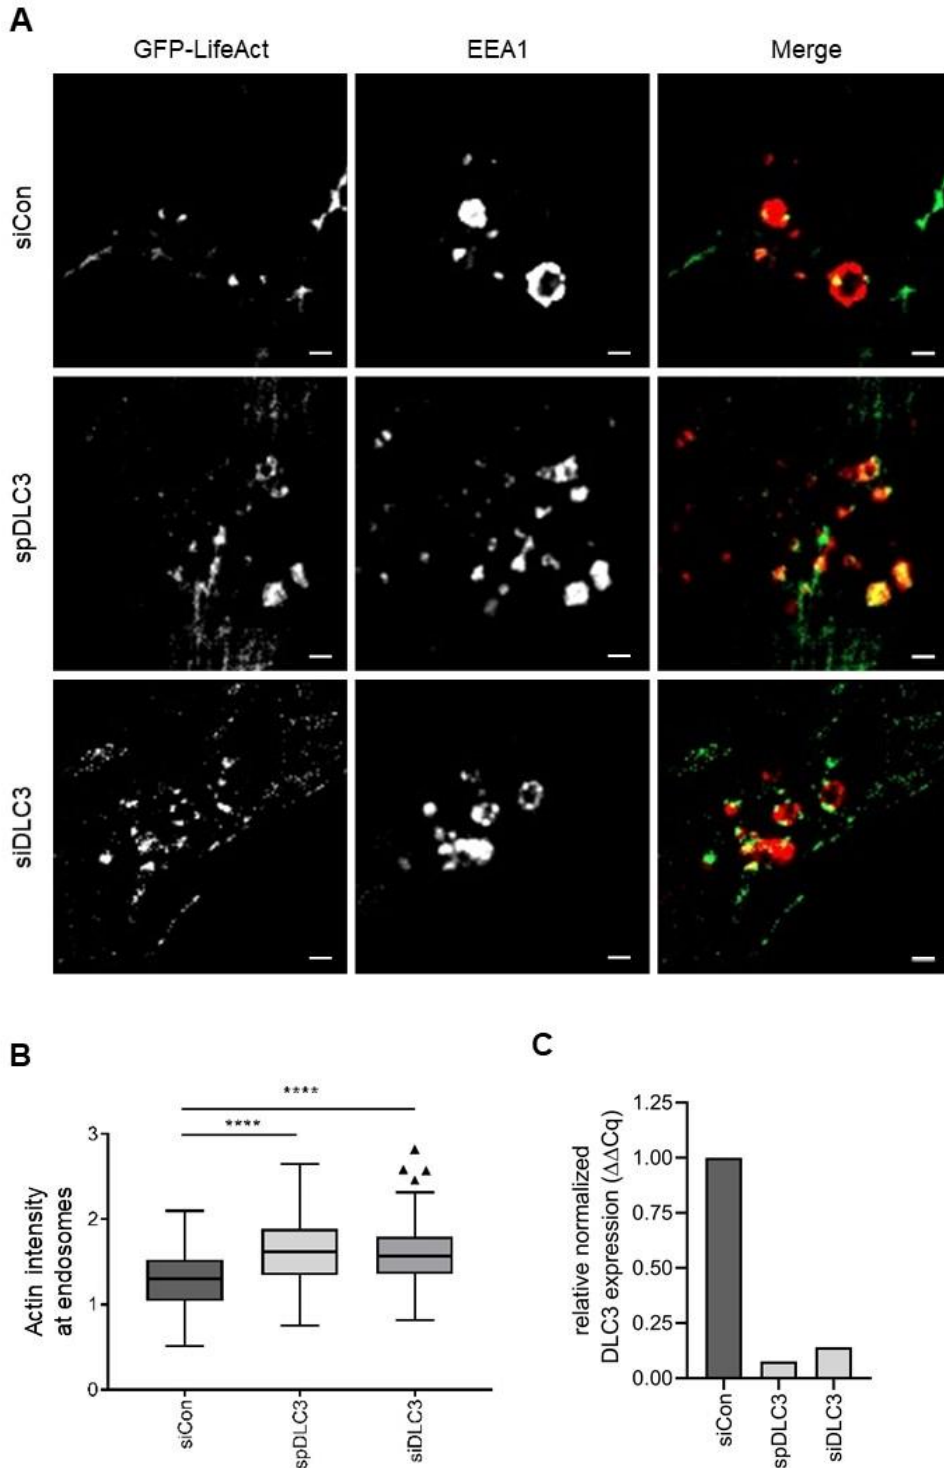 A
GFP-LifeAct EEA1 Merge
siCon
spDLC3
siDLC3
B
Actin intensity
at endosomes
3
2
1
0
****
****
siCon
spDLC3
siDLC3
C
relative normalized
DLC3 expression (ΔΔCq)
1.25
1.00
0.75
0.50
0.25
0.00
siCon
spDLC3
siDLC3